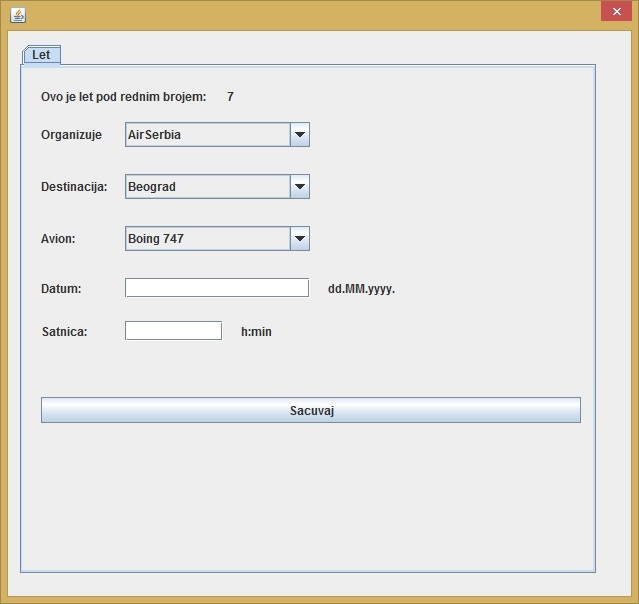 Let
Ovo je let pod rednim brojem: 7
Organizuje AirSerbia
Destinacija: Beograd
Avion: Boing 747
Datum: dd.MM.yyyy.
Satnica: h:min
Sacuvaj